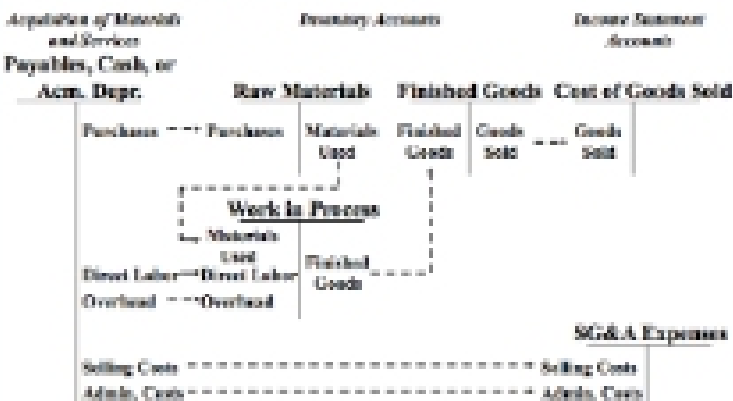 Acquisition of Materials
and Services
Inventory Accounts
Income Statement
Accounts
Payables, Cash, or
Acm. Depr.
Raw Materials
Finished Goods
Cost of Goods Sold
Purchases
Purchases
Materials
Used
Finished
Goods
Goods
Sold
Goods
Sold
Work in Process
Materials
Used
Direct Labor
Direct Labor
Finished
Goods
Overhead
Overhead
SG&A Expenses
Selling Costs
Selling Costs
Admin. Costs
Admin. Costs